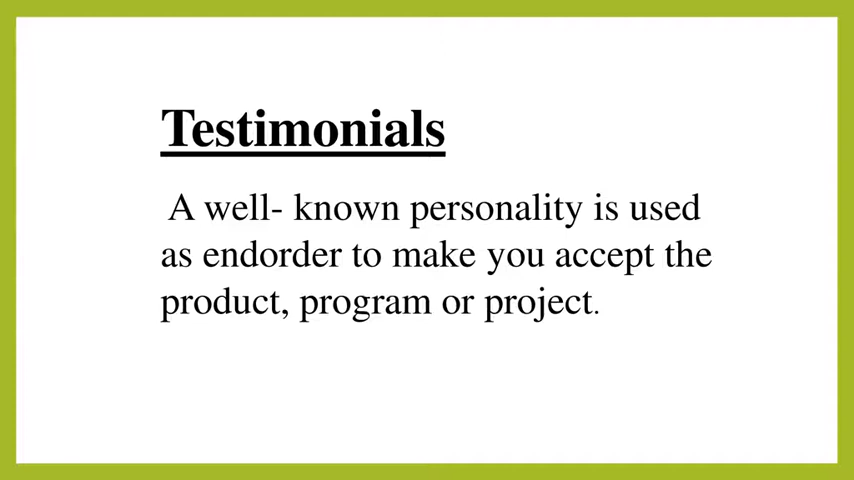 Testimonials
A well- known personality is used
as endorder to make you accept the
product, program or project.